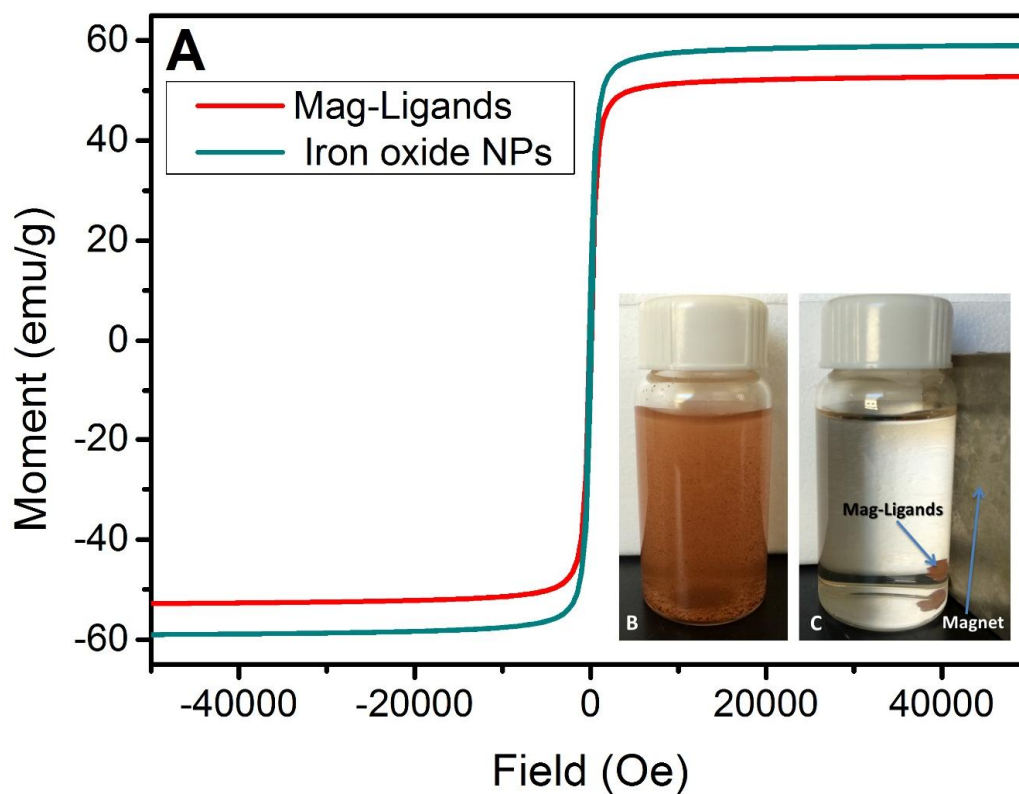 A
Mag-Ligands
Iron oxide NPs
60
40
20
0
-20
-40
-60
Moment (emu/g)
-40000 -20000 0 20000 40000
Field (Oe)
Mag-Ligands
B
C
Magnet